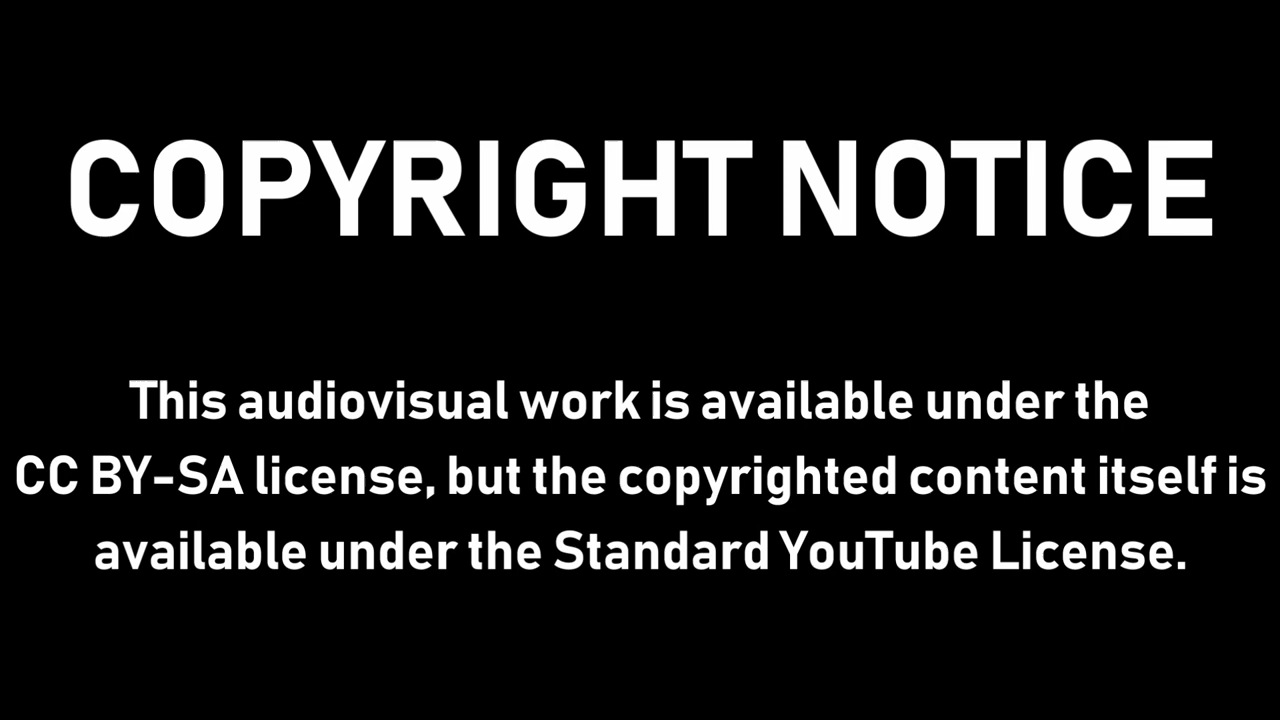 COPYRIGHT NOTICE
This audiovisual work is available under the
CC BY-SA license, but the copyrighted content itself is
available under the Standard YouTube License.